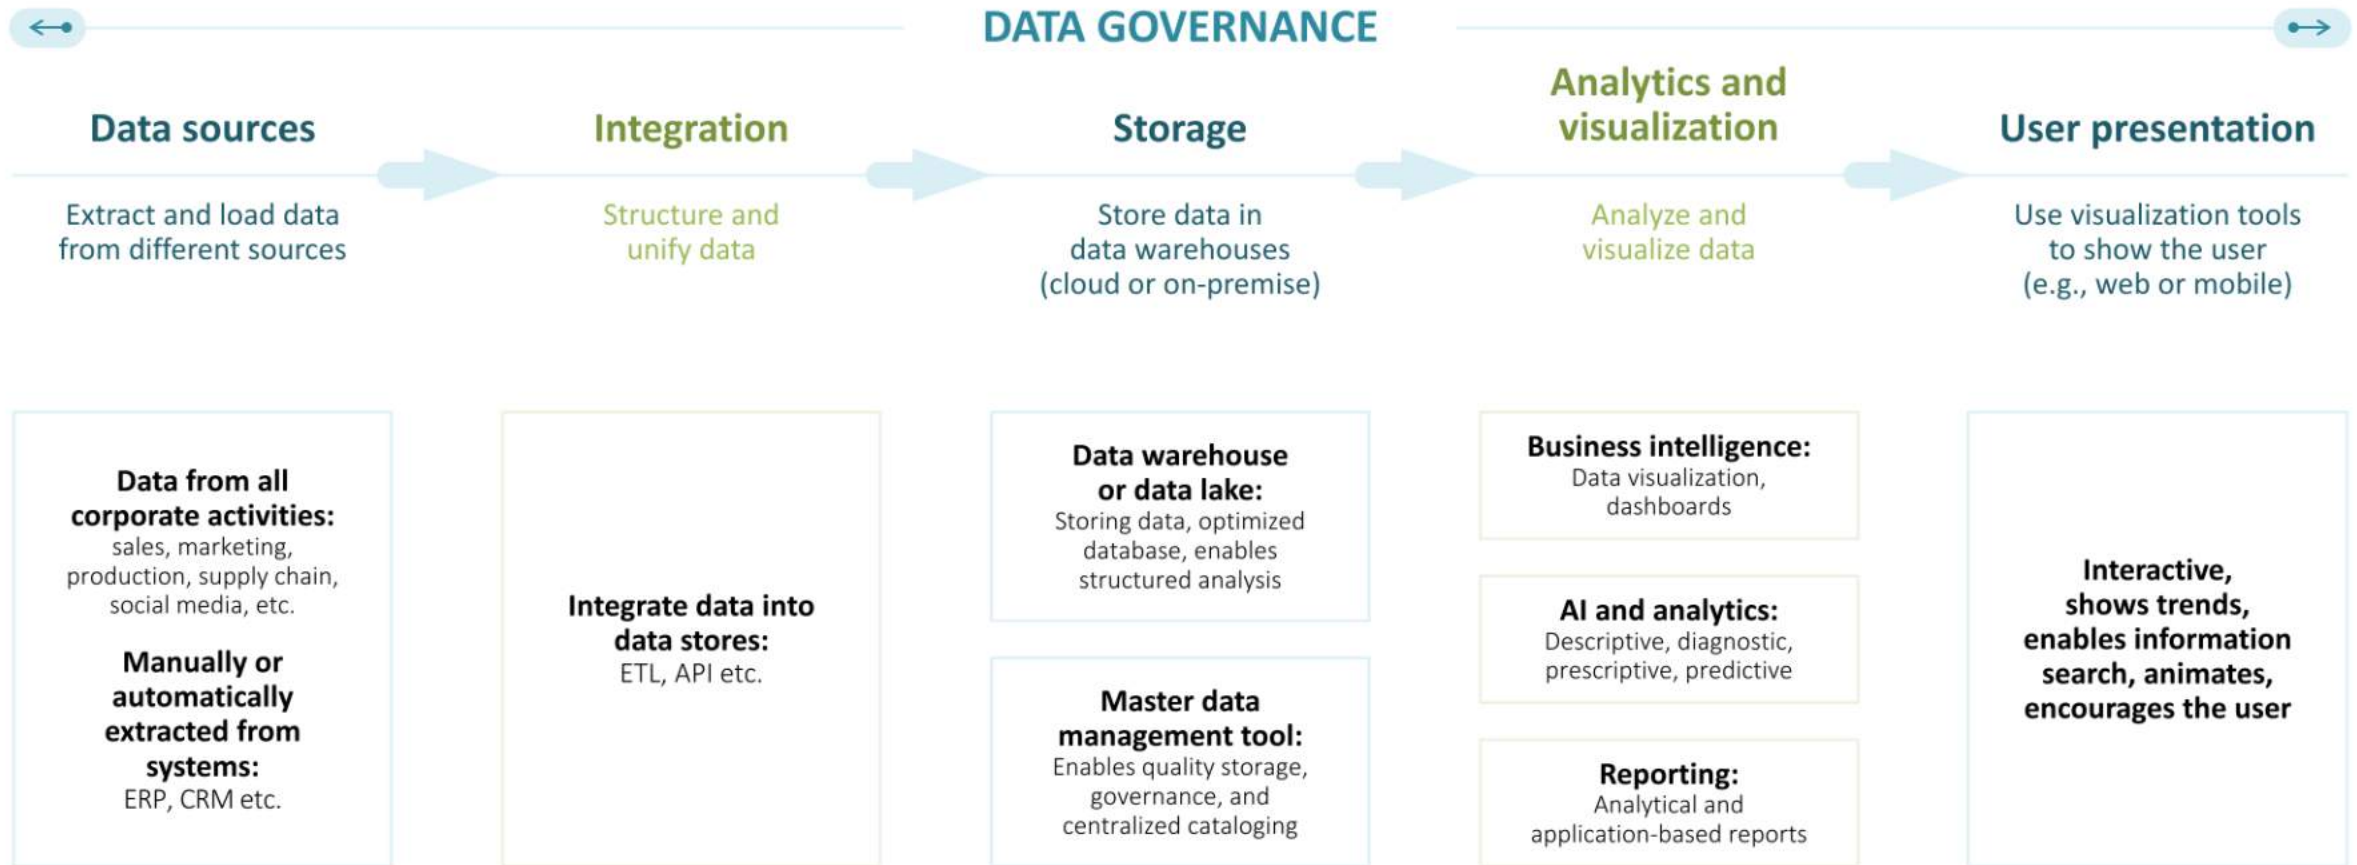 DATA GOVERNANCE
Data sources
Extract and load data
from different sources
Integration
Structure and
unify data
Storage
Store data in
data warehouses
(cloud or on-premise)
Analytics and
visualization
Analyze and
visualize data
User presentation
Use visualization tools
to show the user
(e.g., web or mobile)
Data from all
corporate activities:
sales, marketing,
production, supply chain,
social media, etc.
Manually or
automatically
extracted from
systems:
ERP, CRM etc.
Integrate data into
data stores:
ETL, API etc.
Data warehouse
or data lake:
Storing data, optimized
database, enables
structured analysis
Master data
management tool:
Enables quality storage,
governance, and
centralized cataloging
Business intelligence:
Data visualization,
dashboards
AI and analytics:
Descriptive, diagnostic,
prescriptive, predictive
Reporting:
Analytical and
application-based reports
Interactive,
shows trends,
enables information
search, animates,
encourages the user